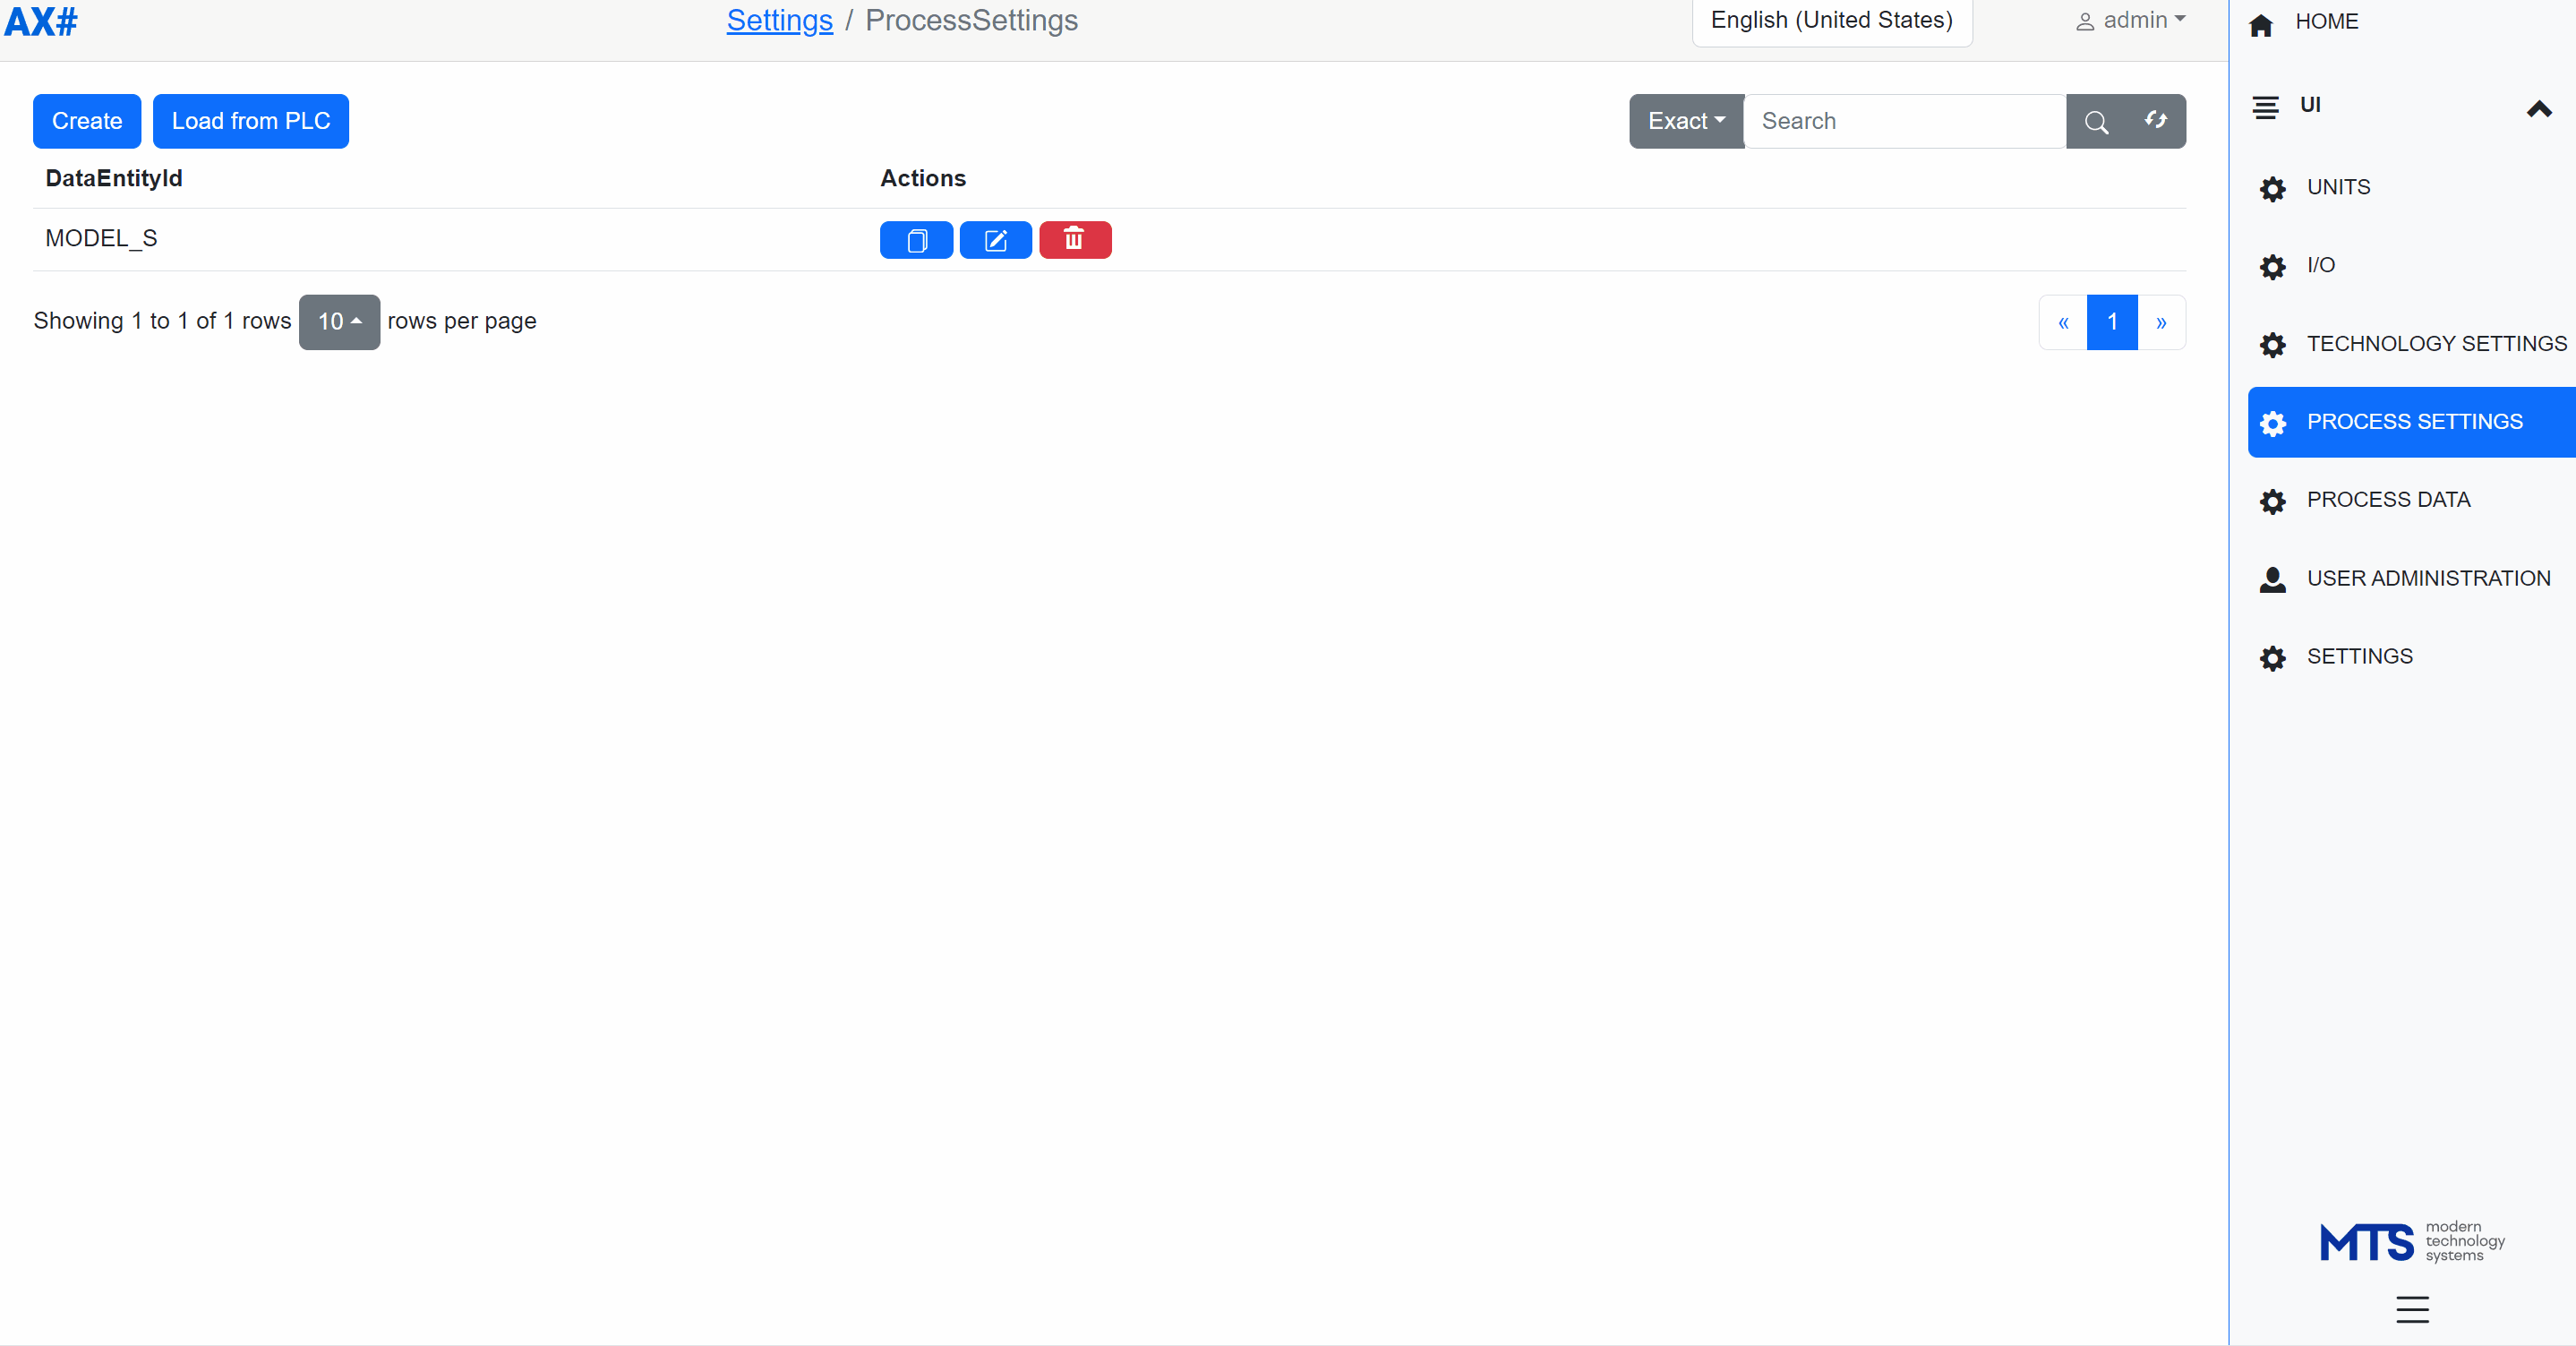 AX#
Settings / ProcessSettings
English (United States)
admin
Create
Load from PLC
Exact
Search
DataEntityId
Actions
MODEL_S
Showing 1 to 1 of 1 rows 10 rows per page
« 1 »
HOME
UI
UNITS
I/O
TECHNOLOGY SETTINGS
PROCESS SETTINGS
PROCESS DATA
USER ADMINISTRATION
SETTINGS
MTS
modern
technology
systems